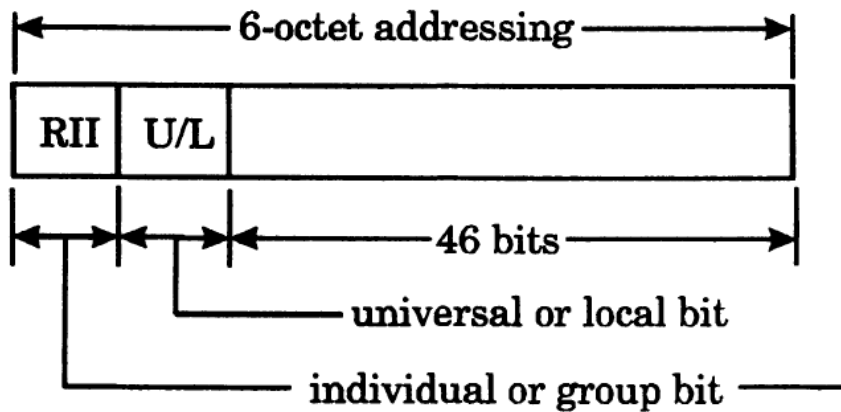 6-octet addressing
RII U/L
46 bits
universal or local bit
individual or group bit